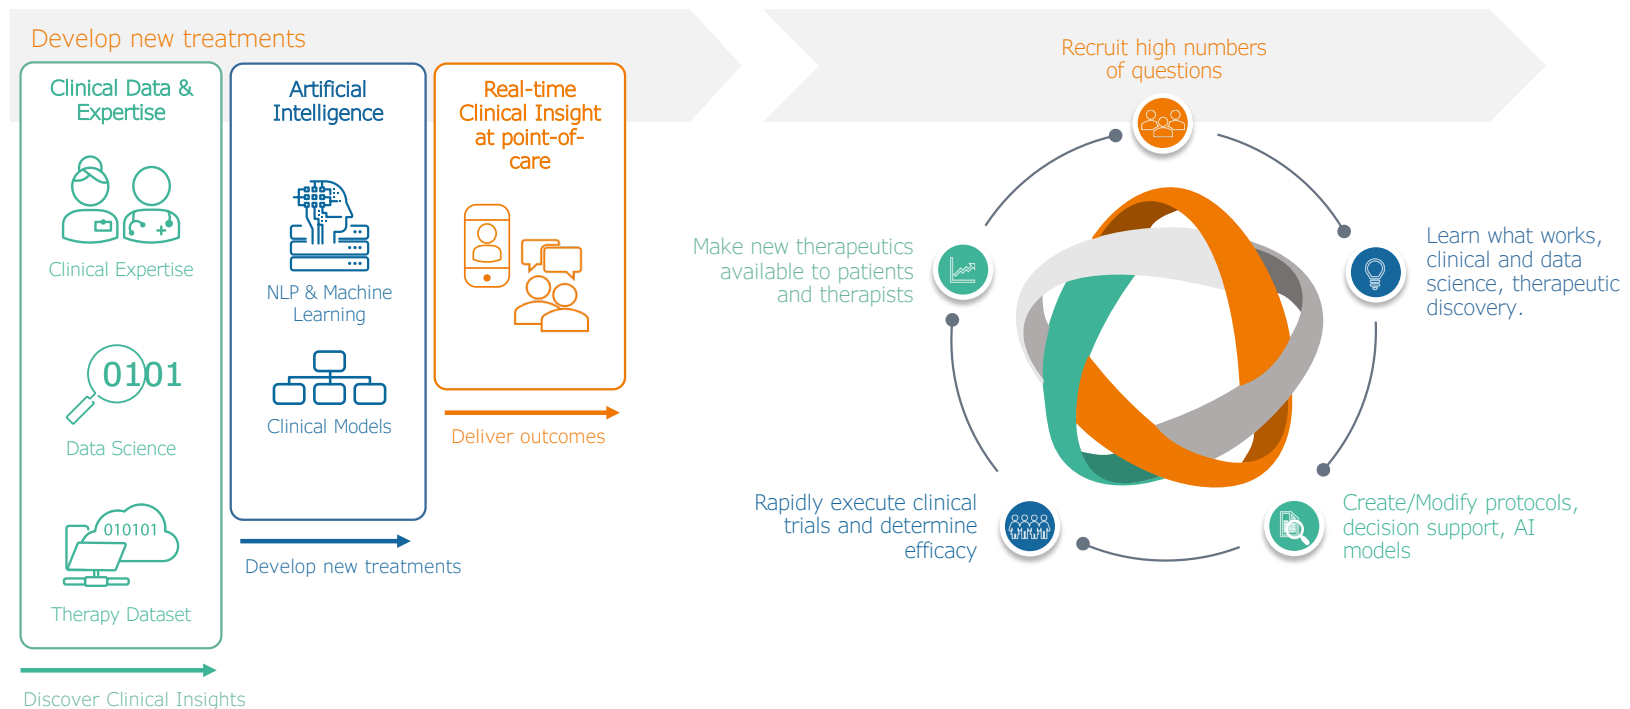 Develop new treatments
Clinical Data &
Expertise
Clinical Expertise
0101
Data Science
010101
Therapy Dataset
Discover Clinical Insights
Artificial
Intelligence
NLP & Machine
Learning
Clinical Models
Develop new treatments
Real-time
Clinical Insight
at point-of-
care
Deliver outcomes
Recruit high numbers
of questions
Learn what works,
clinical and data
science, therapeutic
discovery.
Create/Modify protocols,
decision support, AI
models
Rapidly execute clinical
trials and determine
efficacy
Make new therapeutics
available to patients
and therapists